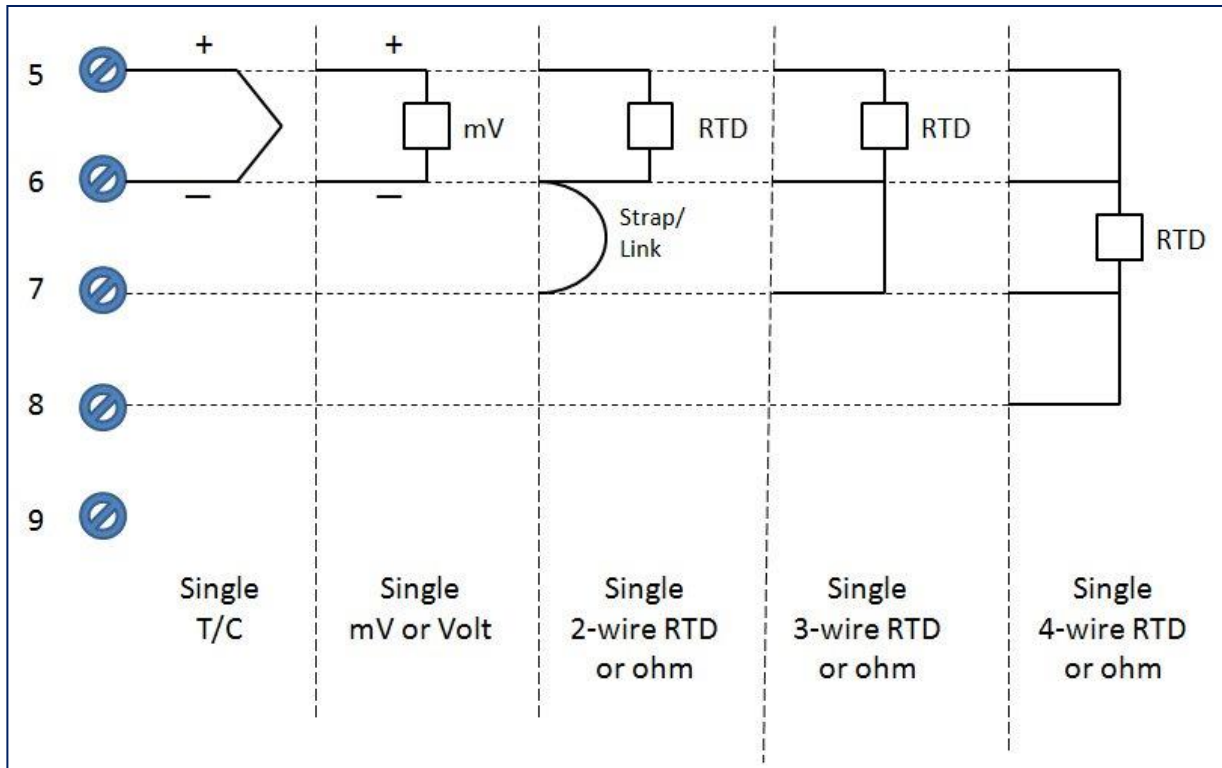 +
+
5
mV
RTD
RTD
6
–
–
Strap/
Link
RTD
7
8
9
Single
T/C
Single
mV or Volt
Single
2-wire RTD
or ohm
Single
3-wire RTD
or ohm
Single
4-wire RTD
or ohm